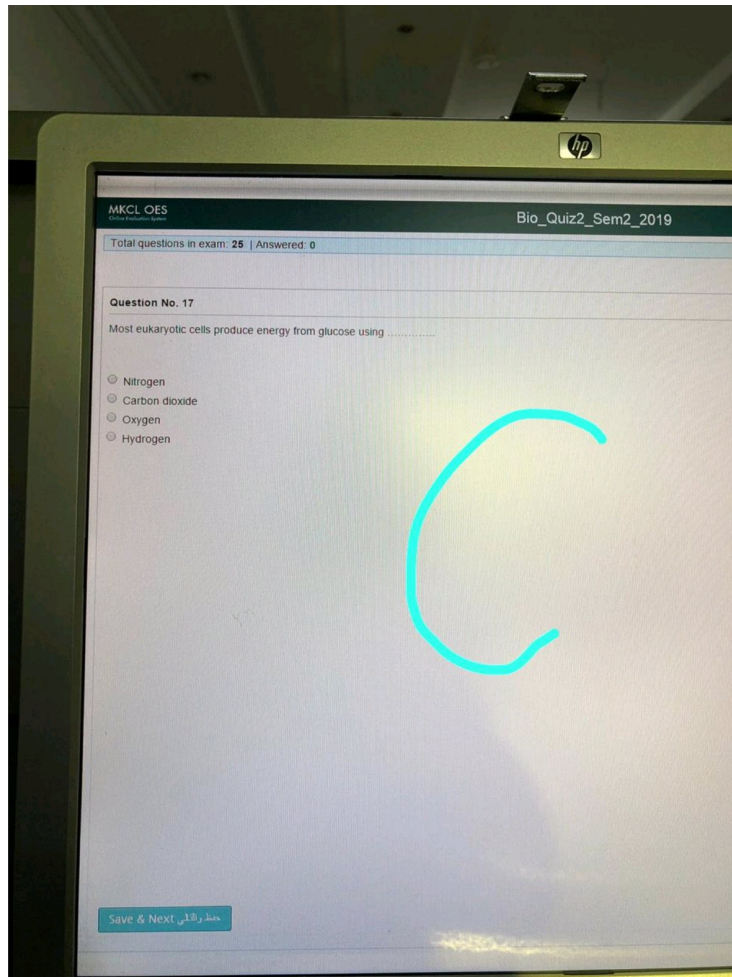 hp
MKCL OES
Online Evaluation System
Bio_Quiz2_Sem2_2019
Total questions in exam: 25 | Answered: 0
Question No. 17
Most eukaryotic cells produce energy from glucose using ..............
Nitrogen
Carbon dioxide
Oxygen
Hydrogen
C
Save & Next حفظ والتالي